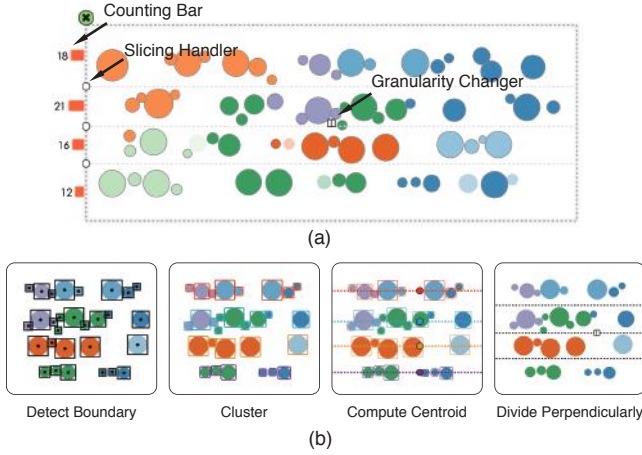 Counting Bar
18
Slicing Handler
Granularity Changer
21
16
12
(a)
Detect Boundary
Cluster
Compute Centroid
Divide Perpendicularly
(b)